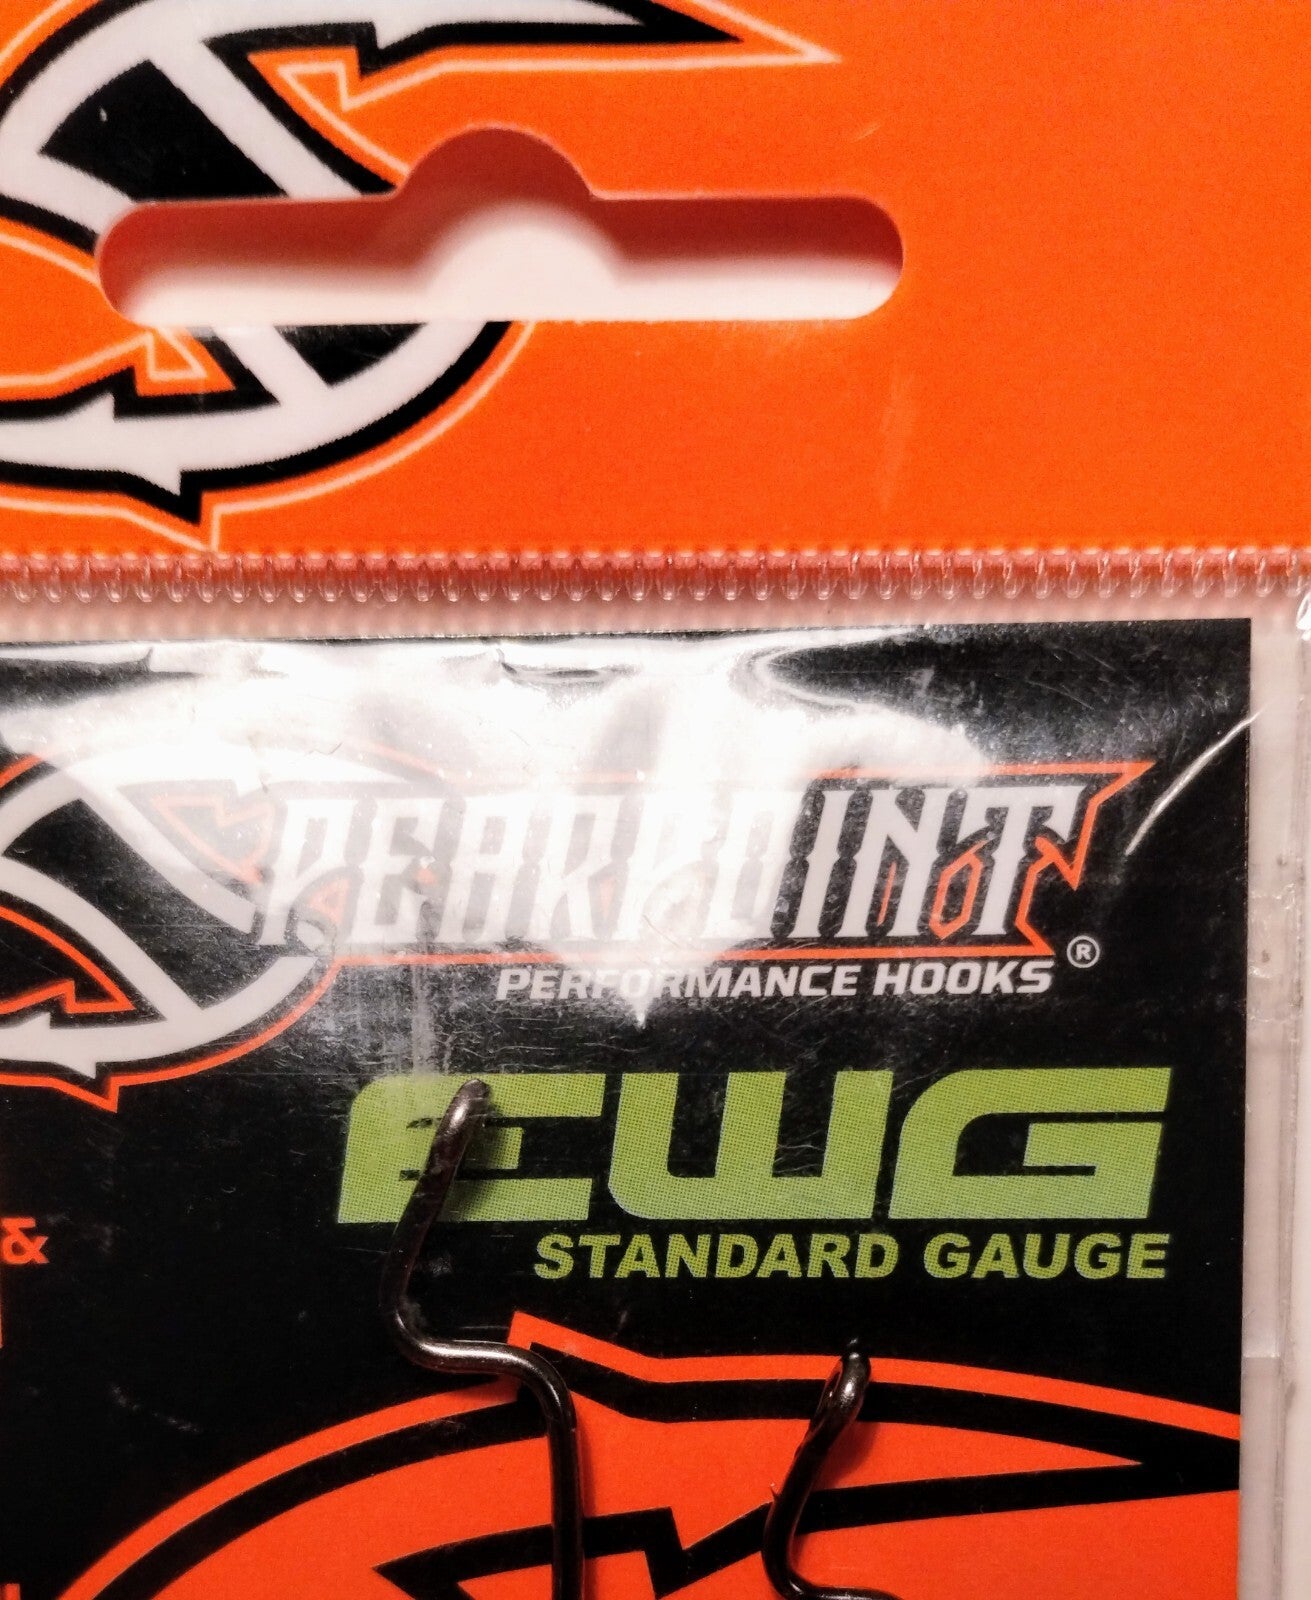 SPEARPOINT®
PERFORMANCE HOOKS
EWG
&
STANDARD GAUGE